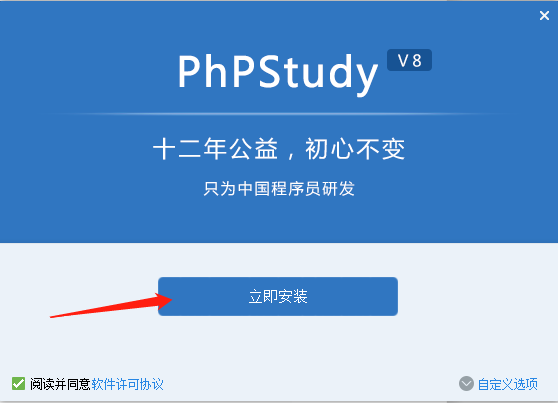 PhPStudy V8
十二年公益，初心不变
只为中国程序员研发
立即安装
阅读并同意软件许可协议
自定义选项